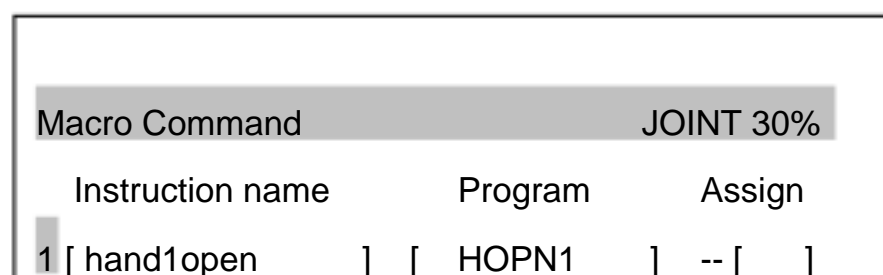 Macro Command JOINT 30%
Instruction name Program Assign
1 [ hand1open ] [ HOPN1 ] -- [ ]